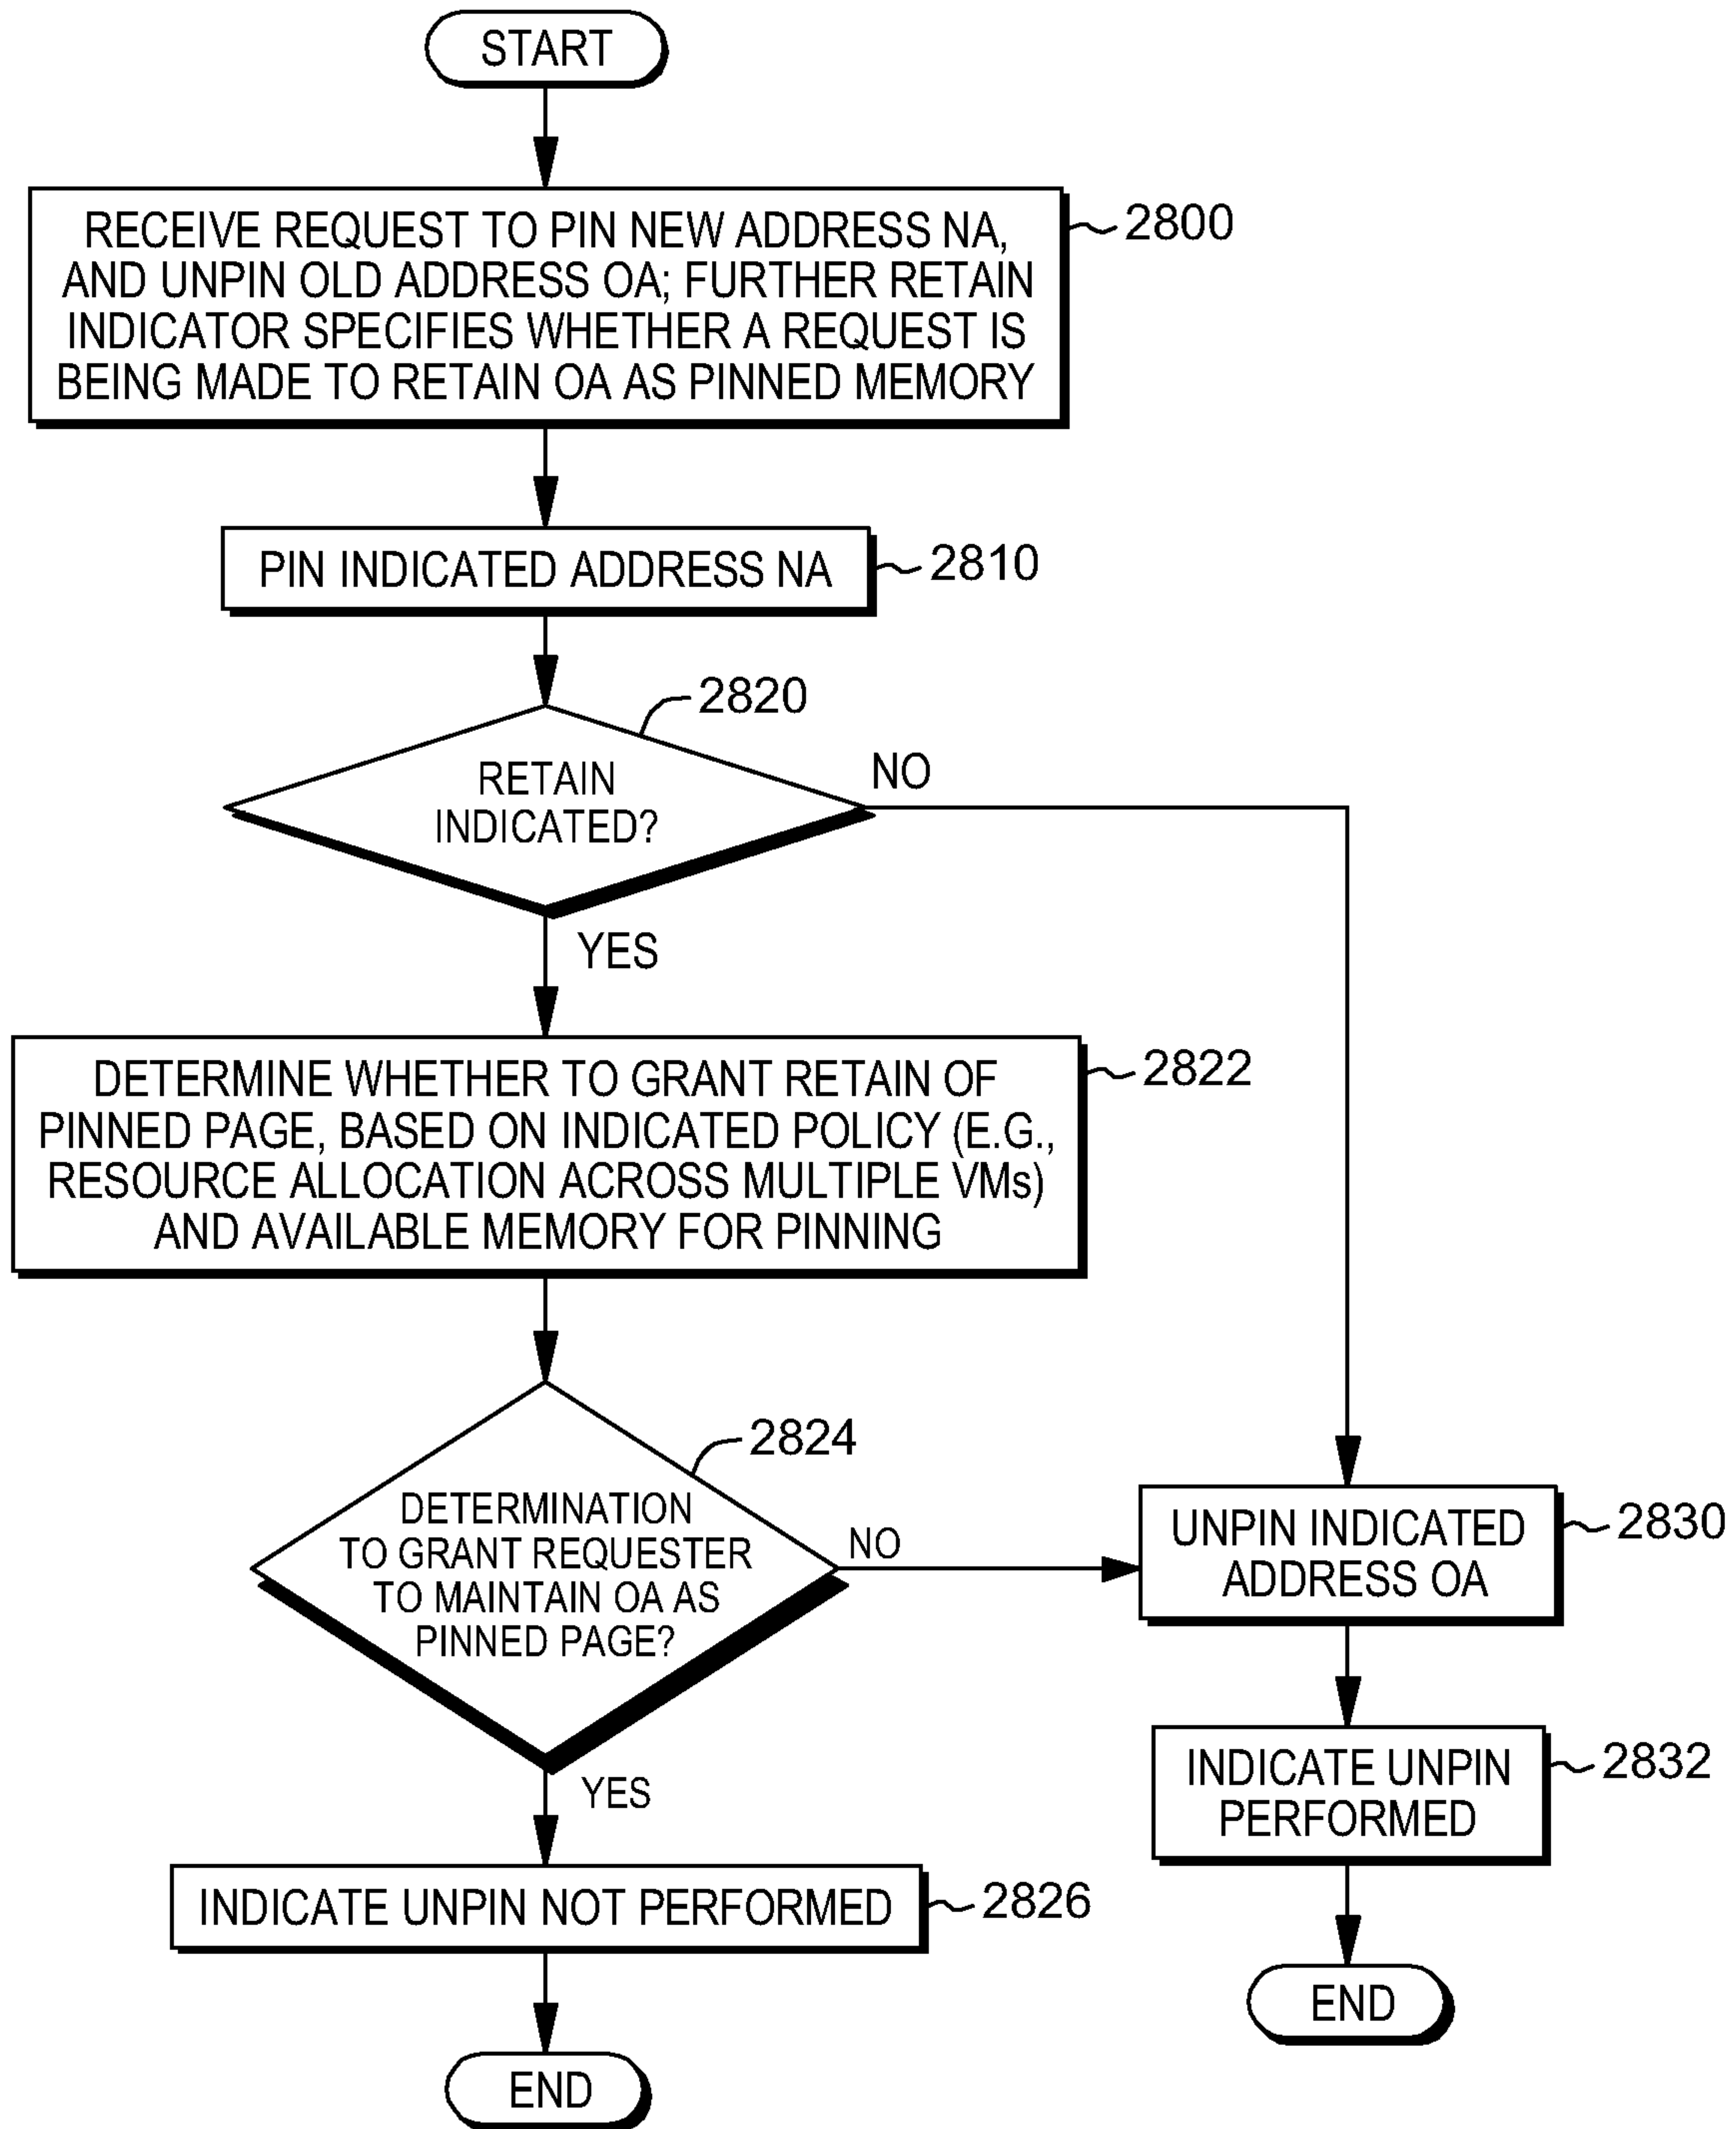 START
RECEIVE REQUEST TO PIN NEW ADDRESS NA,
AND UNPIN OLD ADDRESS OA; FURTHER RETAIN
INDICATOR SPECIFIES WHETHER A REQUEST IS
BEING MADE TO RETAIN OA AS PINNED MEMORY
2800
PIN INDICATED ADDRESS NA
2810
2820
RETAIN
INDICATED?
NO
YES
DETERMINE WHETHER TO GRANT RETAIN OF
PINNED PAGE, BASED ON INDICATED POLICY (E.G.,
RESOURCE ALLOCATION ACROSS MULTIPLE VMs)
AND AVAILABLE MEMORY FOR PINNING
2822
2824
DETERMINATION
TO GRANT REQUESTER
TO MAINTAIN OA AS
PINNED PAGE?
NO
YES
UNPIN INDICATED
ADDRESS OA
2830
INDICATE UNPIN
PERFORMED
2832
INDICATE UNPIN NOT PERFORMED
2826
END
END